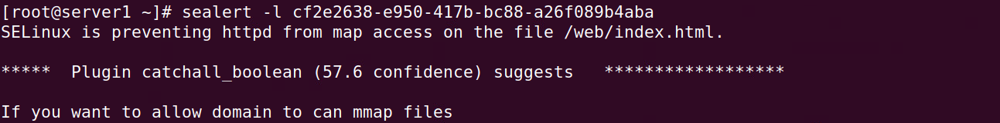 [root@server1 ~]# sealert -l cf2e2638-e950-417b-bc88-a26f089b4aba
SELinux is preventing httpd from map access on the file /web/index.html.
*****  Plugin catchall_boolean (57.6 confidence) suggests   ******************
If you want to allow domain to can mmap files